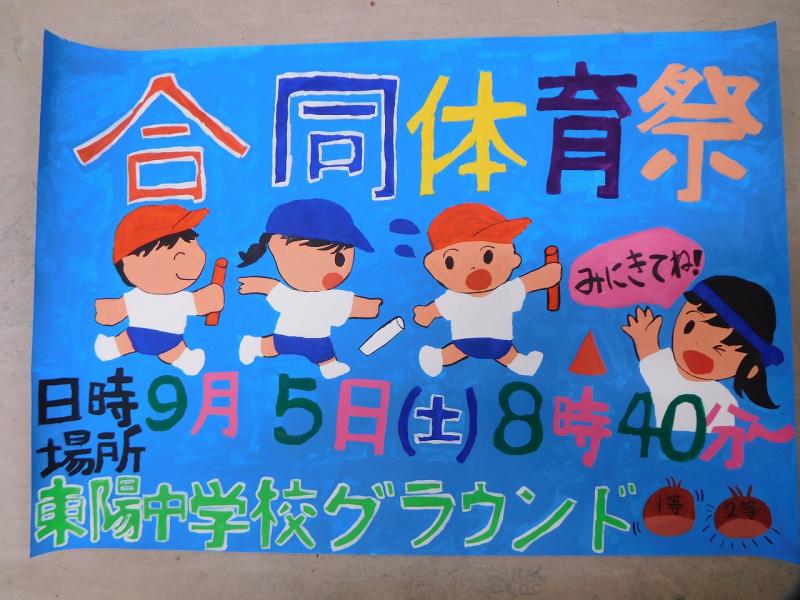 合同体育祭
みにきてね!
日時 9月 5日(土) 8時40分~
場所
東陽中学校グラウンド
1等 2等